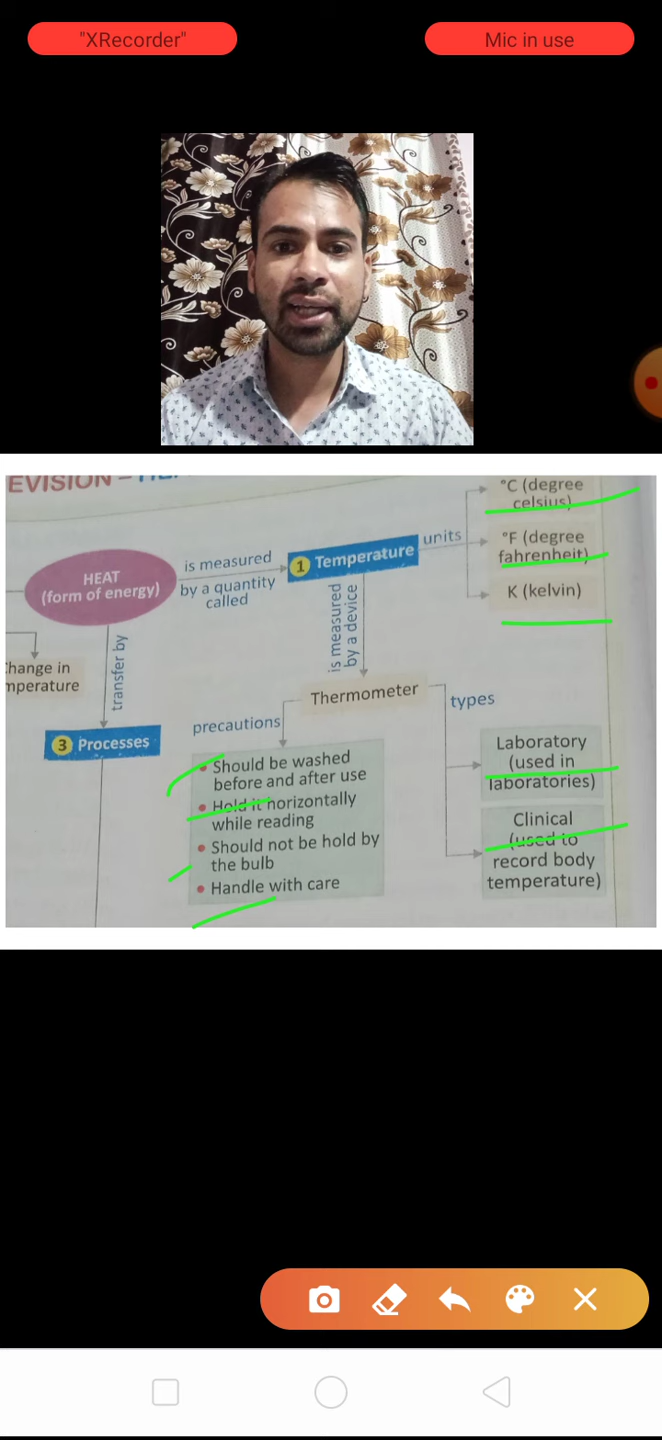 "XRecorder"
Mic in use
EVISION –
°C (degree
celsius)
°F (degree
fahrenheit)
K (kelvin)
units
1 Temperature
is measured
by a quantity
called
HEAT
(form of energy)
is measured
by a device
Change in
mperature
transfer by
3 Processes
Thermometer
types
precautions
• Should be washed
before and after use
• Hold it horizontally
while reading
• Should not be hold by
the bulb
• Handle with care
Laboratory
(used in
laboratories)
Clinical
(used to
record body
temperature)